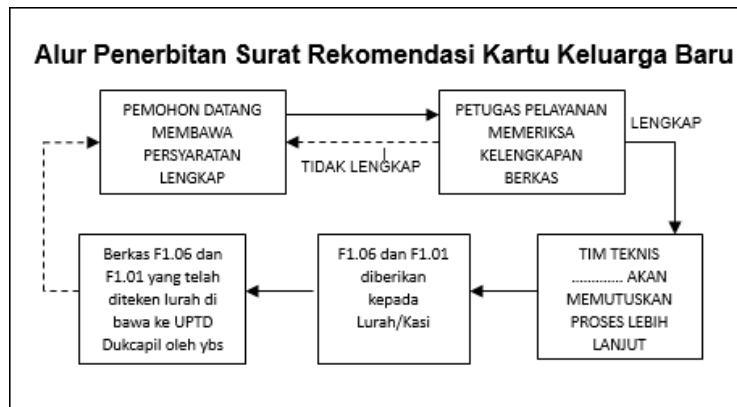 Alur Penerbitan Surat Rekomendasi Kartu Keluarga Baru
PEMOHON DATANG
MEMBAWA
PERSYARATAN
LENGKAP
TIDAK LENGKAP
PETUGAS PELAYANAN
MEMERIKSA
KELENGKAPAN
BERKAS
LENGKAP
TIM TEKNIS
.............. AKAN
MEMUTUSKAN
PROSES LEBIH
LANJUT
F1.06 dan F1.01
diberikan
kepada
Lurah/Kasi
Berkas F1.06 dan
F1.01 yang telah
diteken lurah di
bawa ke UPTD
Dukcapil oleh ybs